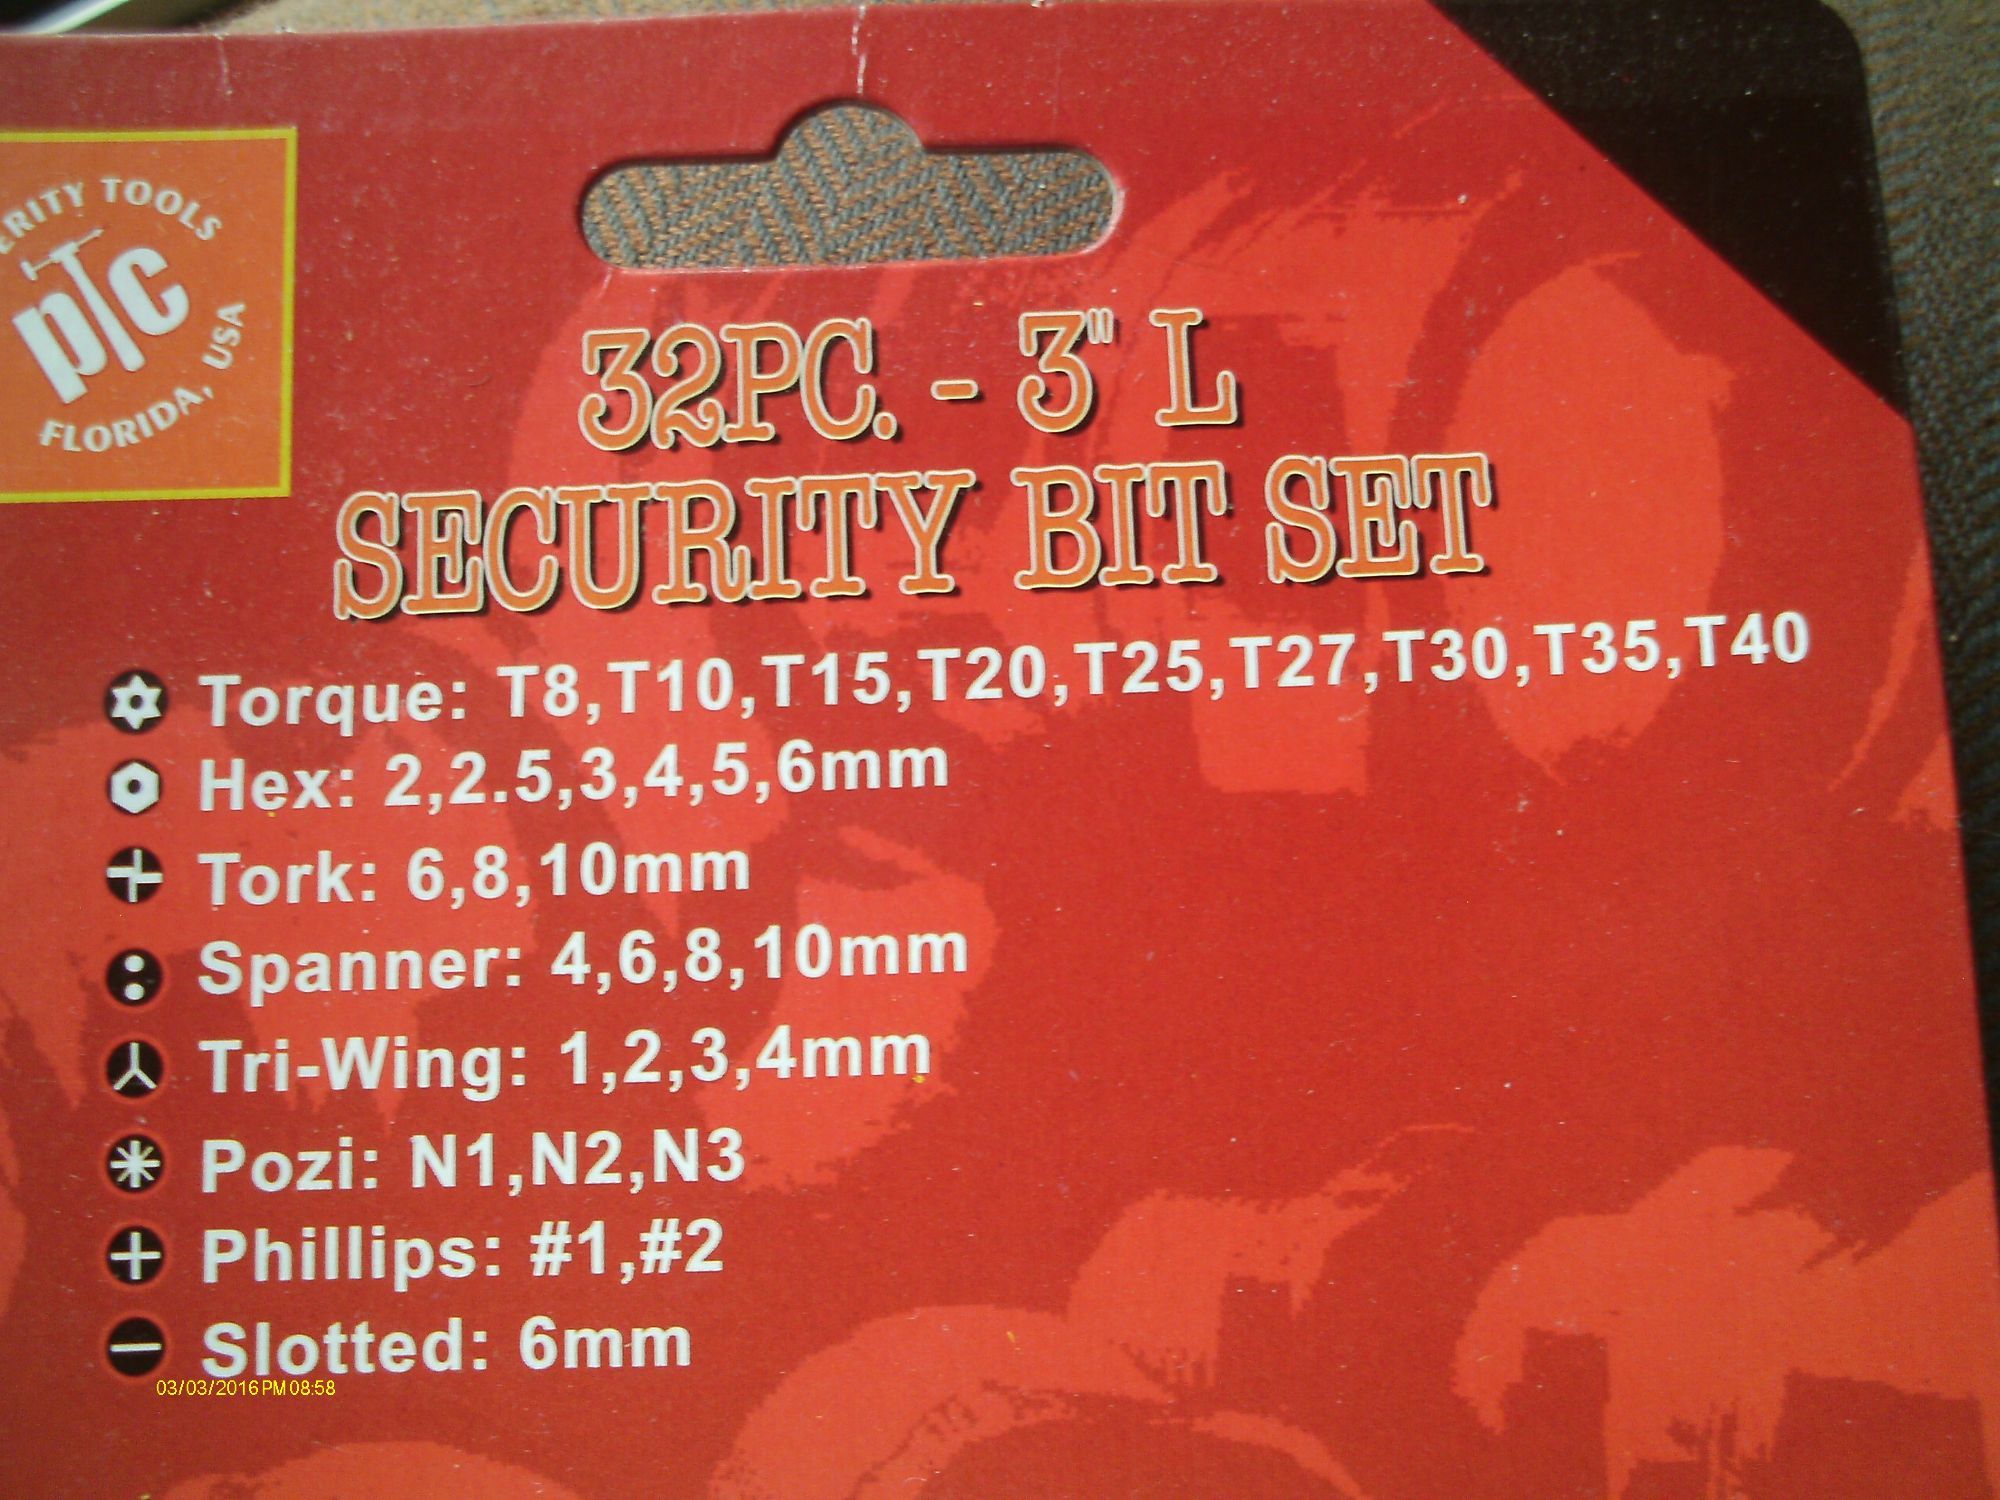 TOOLS
pTc
FLORIDA, USA
32PC. - 3" L
SECURITY BIT SET
Torque: T8,T10,T15,T20,T25,T27,T30,T35,T40
Hex: 2,2.5,3,4,5,6mm
Tork: 6,8,10mm
Spanner: 4,6,8,10mm
Tri-Wing: 1,2,3,4mm
Pozi: N1,N2,N3
Phillips: #1,#2
Slotted: 6mm
03/03/2016 PM 08:58